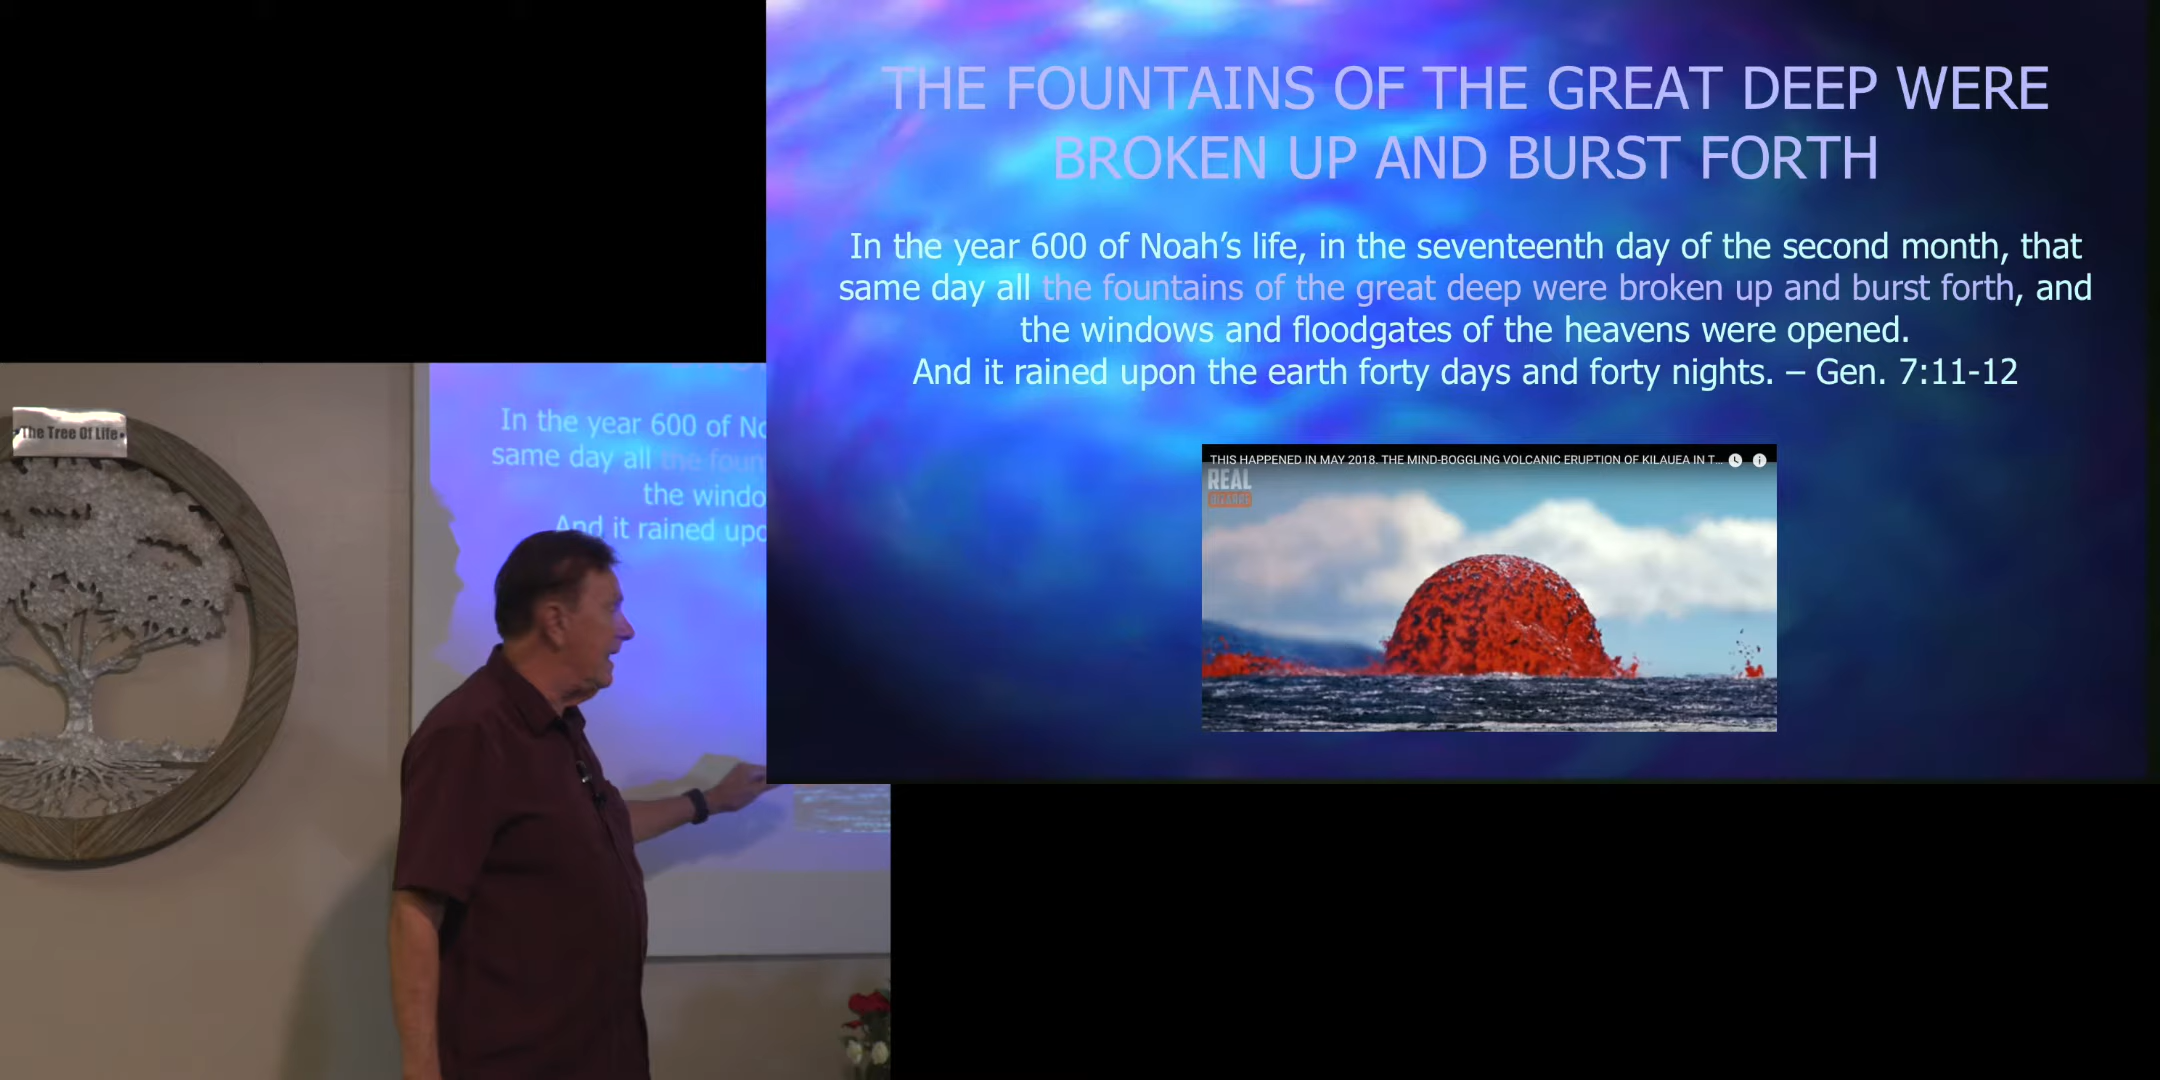 THE FOUNTAINS OF THE GREAT DEEP WERE
BROKEN UP AND BURST FORTH
In the year 600 of Noah’s life, in the seventeenth day of the second month, that
same day all the fountains of the great deep were broken up and burst forth, and
the windows and floodgates of the heavens were opened.
And it rained upon the earth forty days and forty nights. – Gen. 7:11-12
THIS HAPPENED IN MAY 2018. THE MIND-BOGGLING VOLCANIC ERUPTION OF KILAUEA IN T...
REAL
BIZARRE
The Tree Of Life
In the year 600 of No
same day all the foun
the windo
And it rained upo